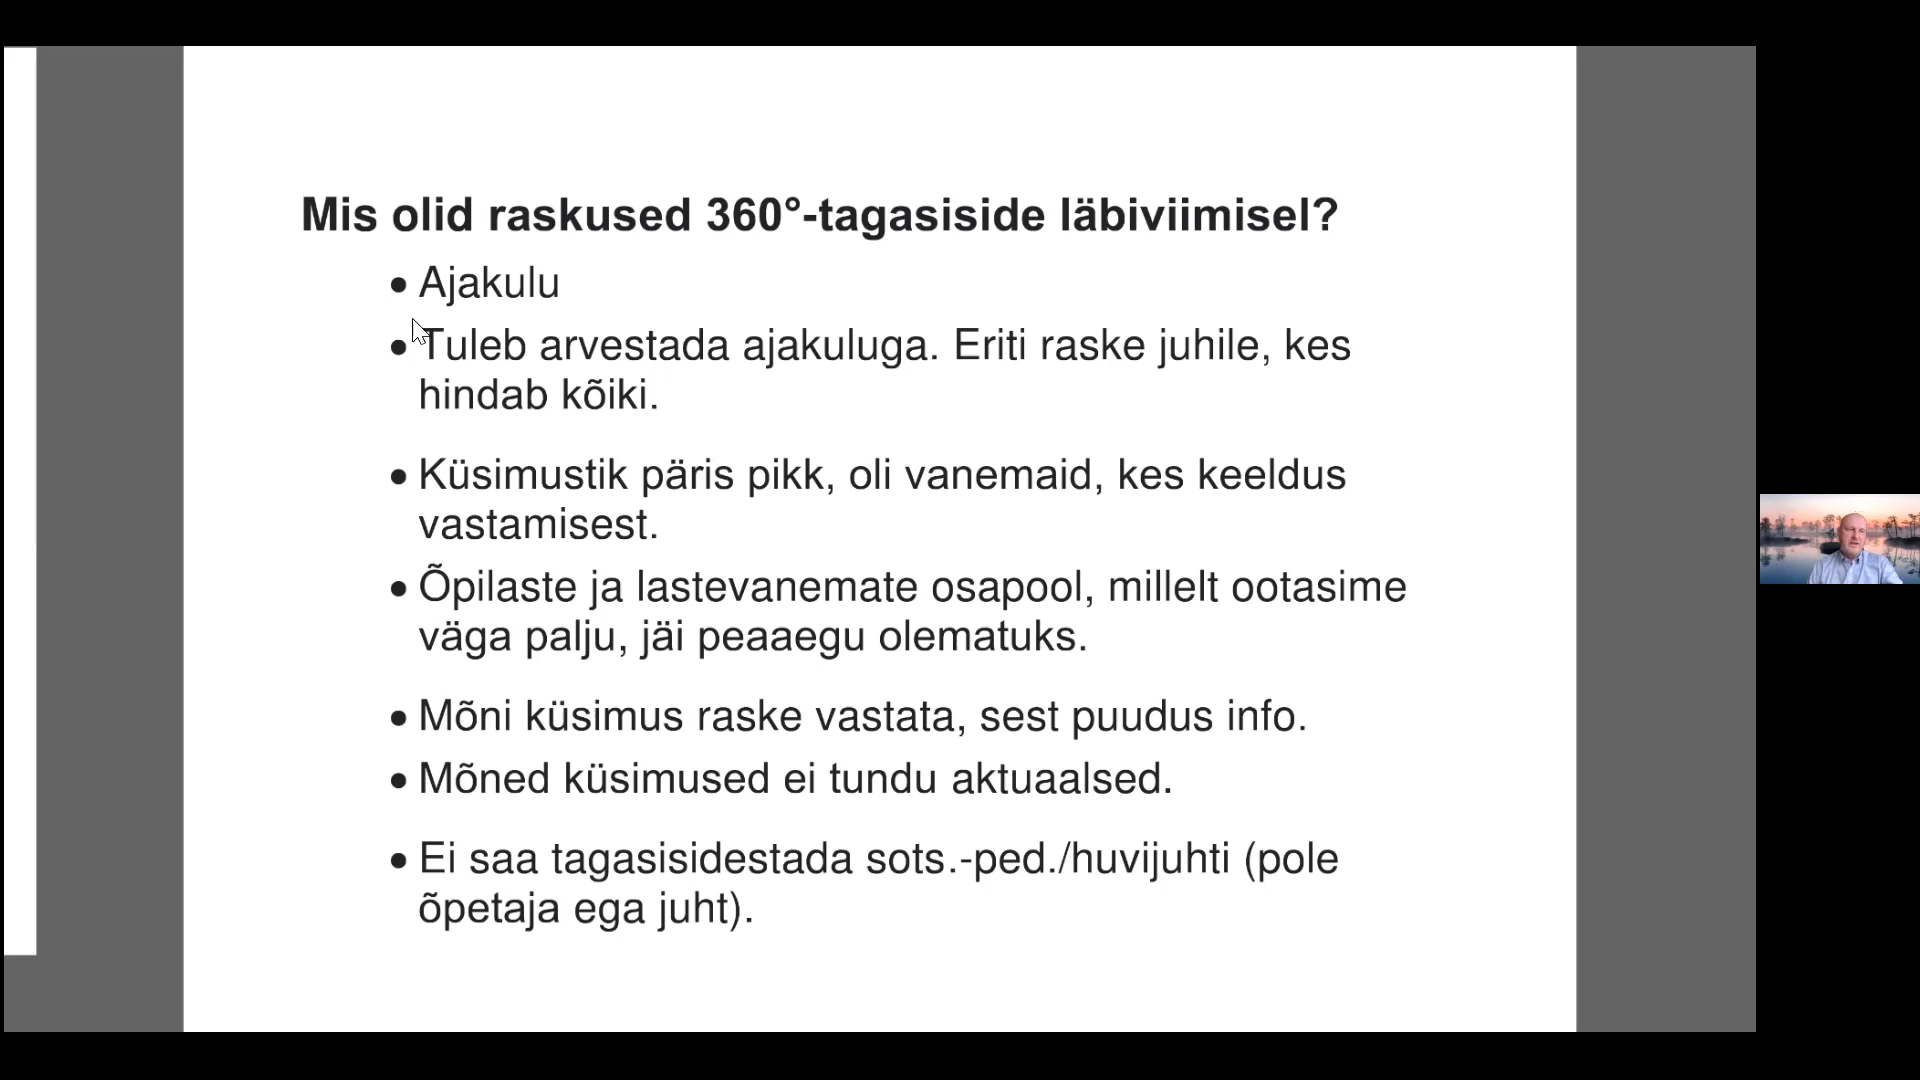 Mis olid raskused 360°-tagasiside läbiviimisel?
• Ajakulu
• Tuleb arvestada ajakuluga. Eriti raske juhile, kes
hindab kõiki.
• Küsimustik päris pikk, oli vanemaid, kes keeldus
vastamisest.
• Õpilaste ja lastevanemate osapool, millelt ootasime
väga palju, jäi peaaegu olematuks.
• Mõni küsimus raske vastata, sest puudus info.
• Mõned küsimused ei tundu aktuaalsed.
• Ei saa tagasisidestada sots.-ped./huvijuhti (pole
õpetaja ega juht).